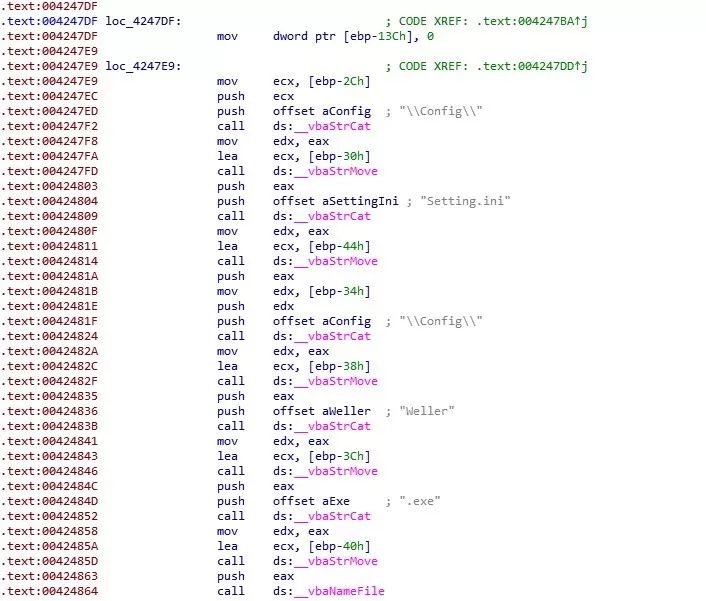 .text:004247DF
.text:004247DF loc_4247DF: ; CODE XREF: .text:004247BA↑j
.text:004247DF mov dword ptr [ebp-13Ch], 0
.text:004247E9
.text:004247E9 loc_4247E9: ; CODE XREF: .text:004247DD↑j
.text:004247E9 mov ecx, [ebp-2Ch]
.text:004247EC push ecx
.text:004247ED push offset aConfig ; "\\Config\\"
.text:004247F2 call ds:__vbaStrCat
.text:004247F8 mov edx, eax
.text:004247FA lea ecx, [ebp-30h]
.text:004247FD call ds:__vbaStrMove
.text:00424803 push eax
.text:00424804 push offset aSettingIni ; "Setting.ini"
.text:00424809 call ds:__vbaStrCat
.text:0042480F mov edx, eax
.text:00424811 lea ecx, [ebp-44h]
.text:00424814 call ds:__vbaStrMove
.text:0042481A push eax
.text:0042481B mov edx, [ebp-34h]
.text:0042481E push edx
.text:0042481F push offset aConfig ; "\\Config\\"
.text:00424824 call ds:__vbaStrCat
.text:0042482A mov edx, eax
.text:0042482C lea ecx, [ebp-38h]
.text:0042482F call ds:__vbaStrMove
.text:00424835 push eax
.text:00424836 push offset aWeller ; "Weller"
.text:0042483B call ds:__vbaStrCat
.text:00424841 mov edx, eax
.text:00424843 lea ecx, [ebp-3Ch]
.text:00424846 call ds:__vbaStrMove
.text:0042484C push eax
.text:0042484D push offset aExe ; ".exe"
.text:00424852 call ds:__vbaStrCat
.text:00424858 mov edx, eax
.text:0042485A lea ecx, [ebp-40h]
.text:0042485D call ds:__vbaStrMove
.text:00424863 push eax
.text:00424864 call ds:__vbaNameFile